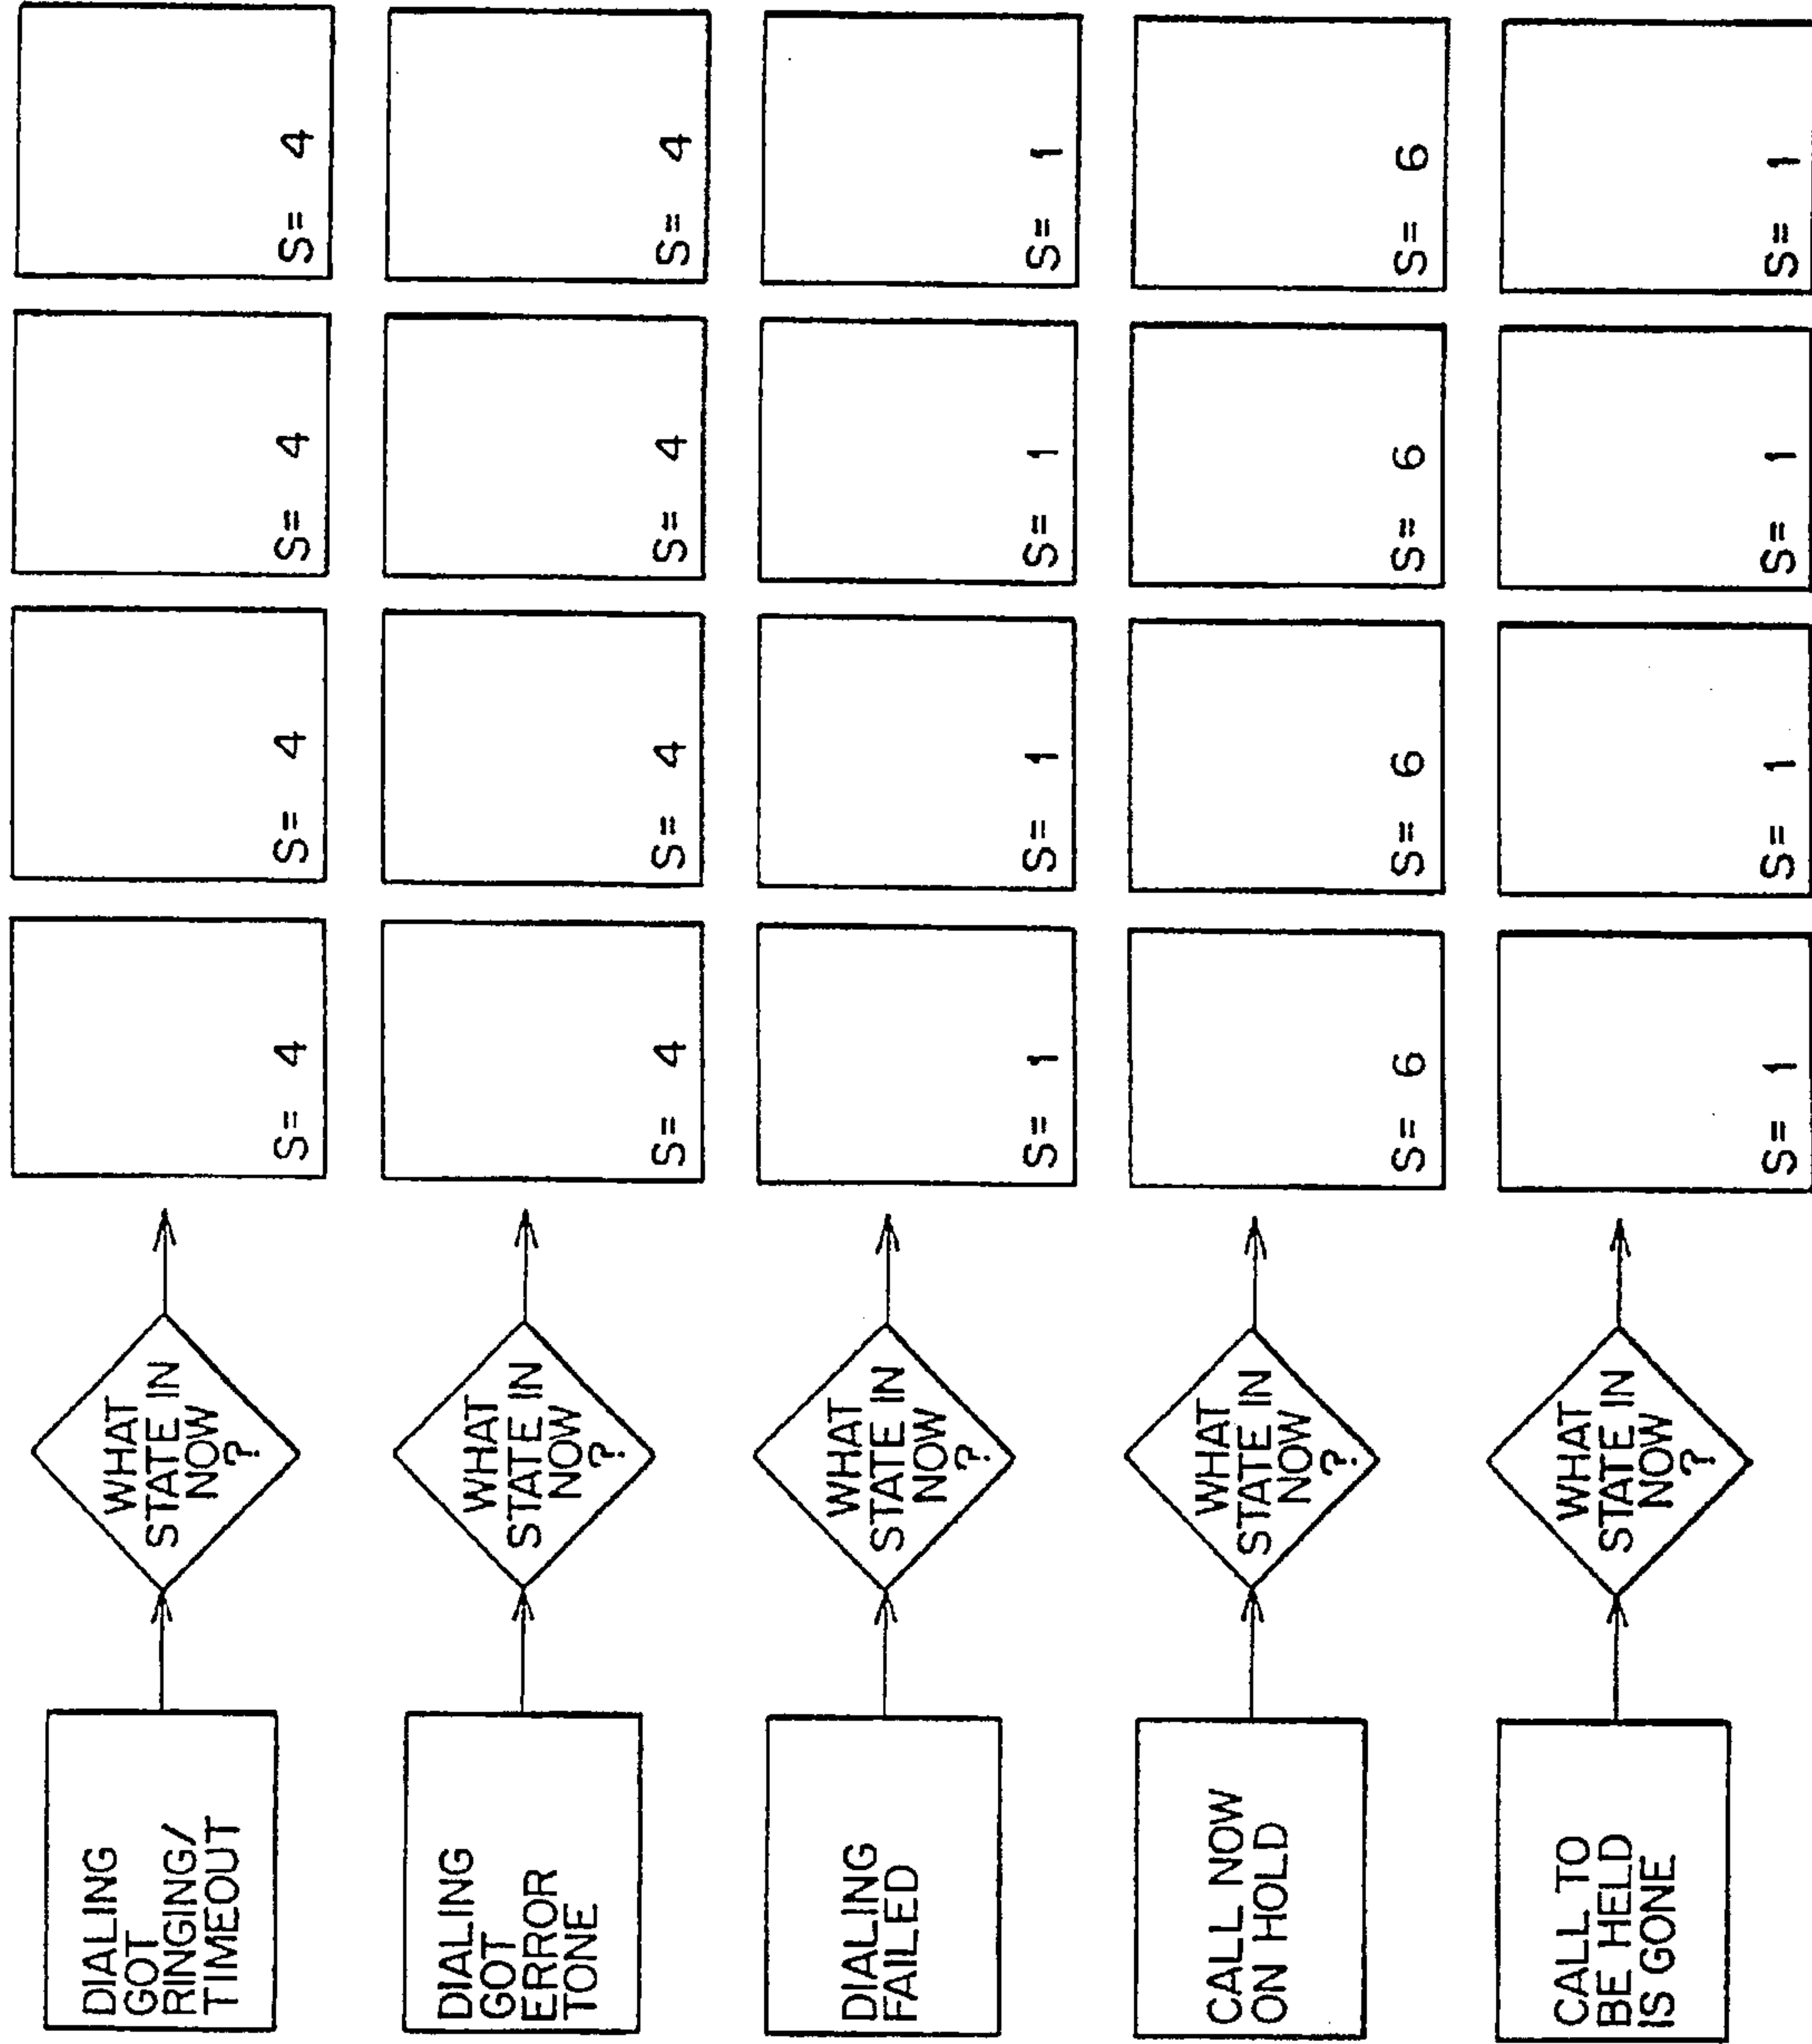 DIALING
GOT
RINGING/
TIMEOUT
WHAT
STATE IN
NOW
?
S= 4
S= 4
S= 4
S= 4
DIALING
GOT
ERROR
TONE
WHAT
STATE IN
NOW
?
S= 4
S= 4
S= 4
S= 4
DIALING
FAILED
WHAT
STATE IN
NOW
?
S= 1
S= 1
S= 1
S= 1
CALL NOW
ON HOLD
WHAT
STATE IN
NOW
?
S= 6
S= 6
S= 6
S= 6
CALL TO
BE HELD
IS GONE
WHAT
STATE IN
NOW
?
S= 1
S= 1
S= 1
S= 1